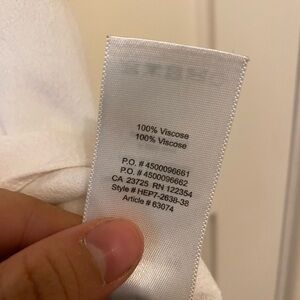 100% Viscose
100% Viscose
P.O. # 4500096661
P.O. # 4500096662
CA 23725 RN 122354
Style # HEP7-2638-38
Article # 63074